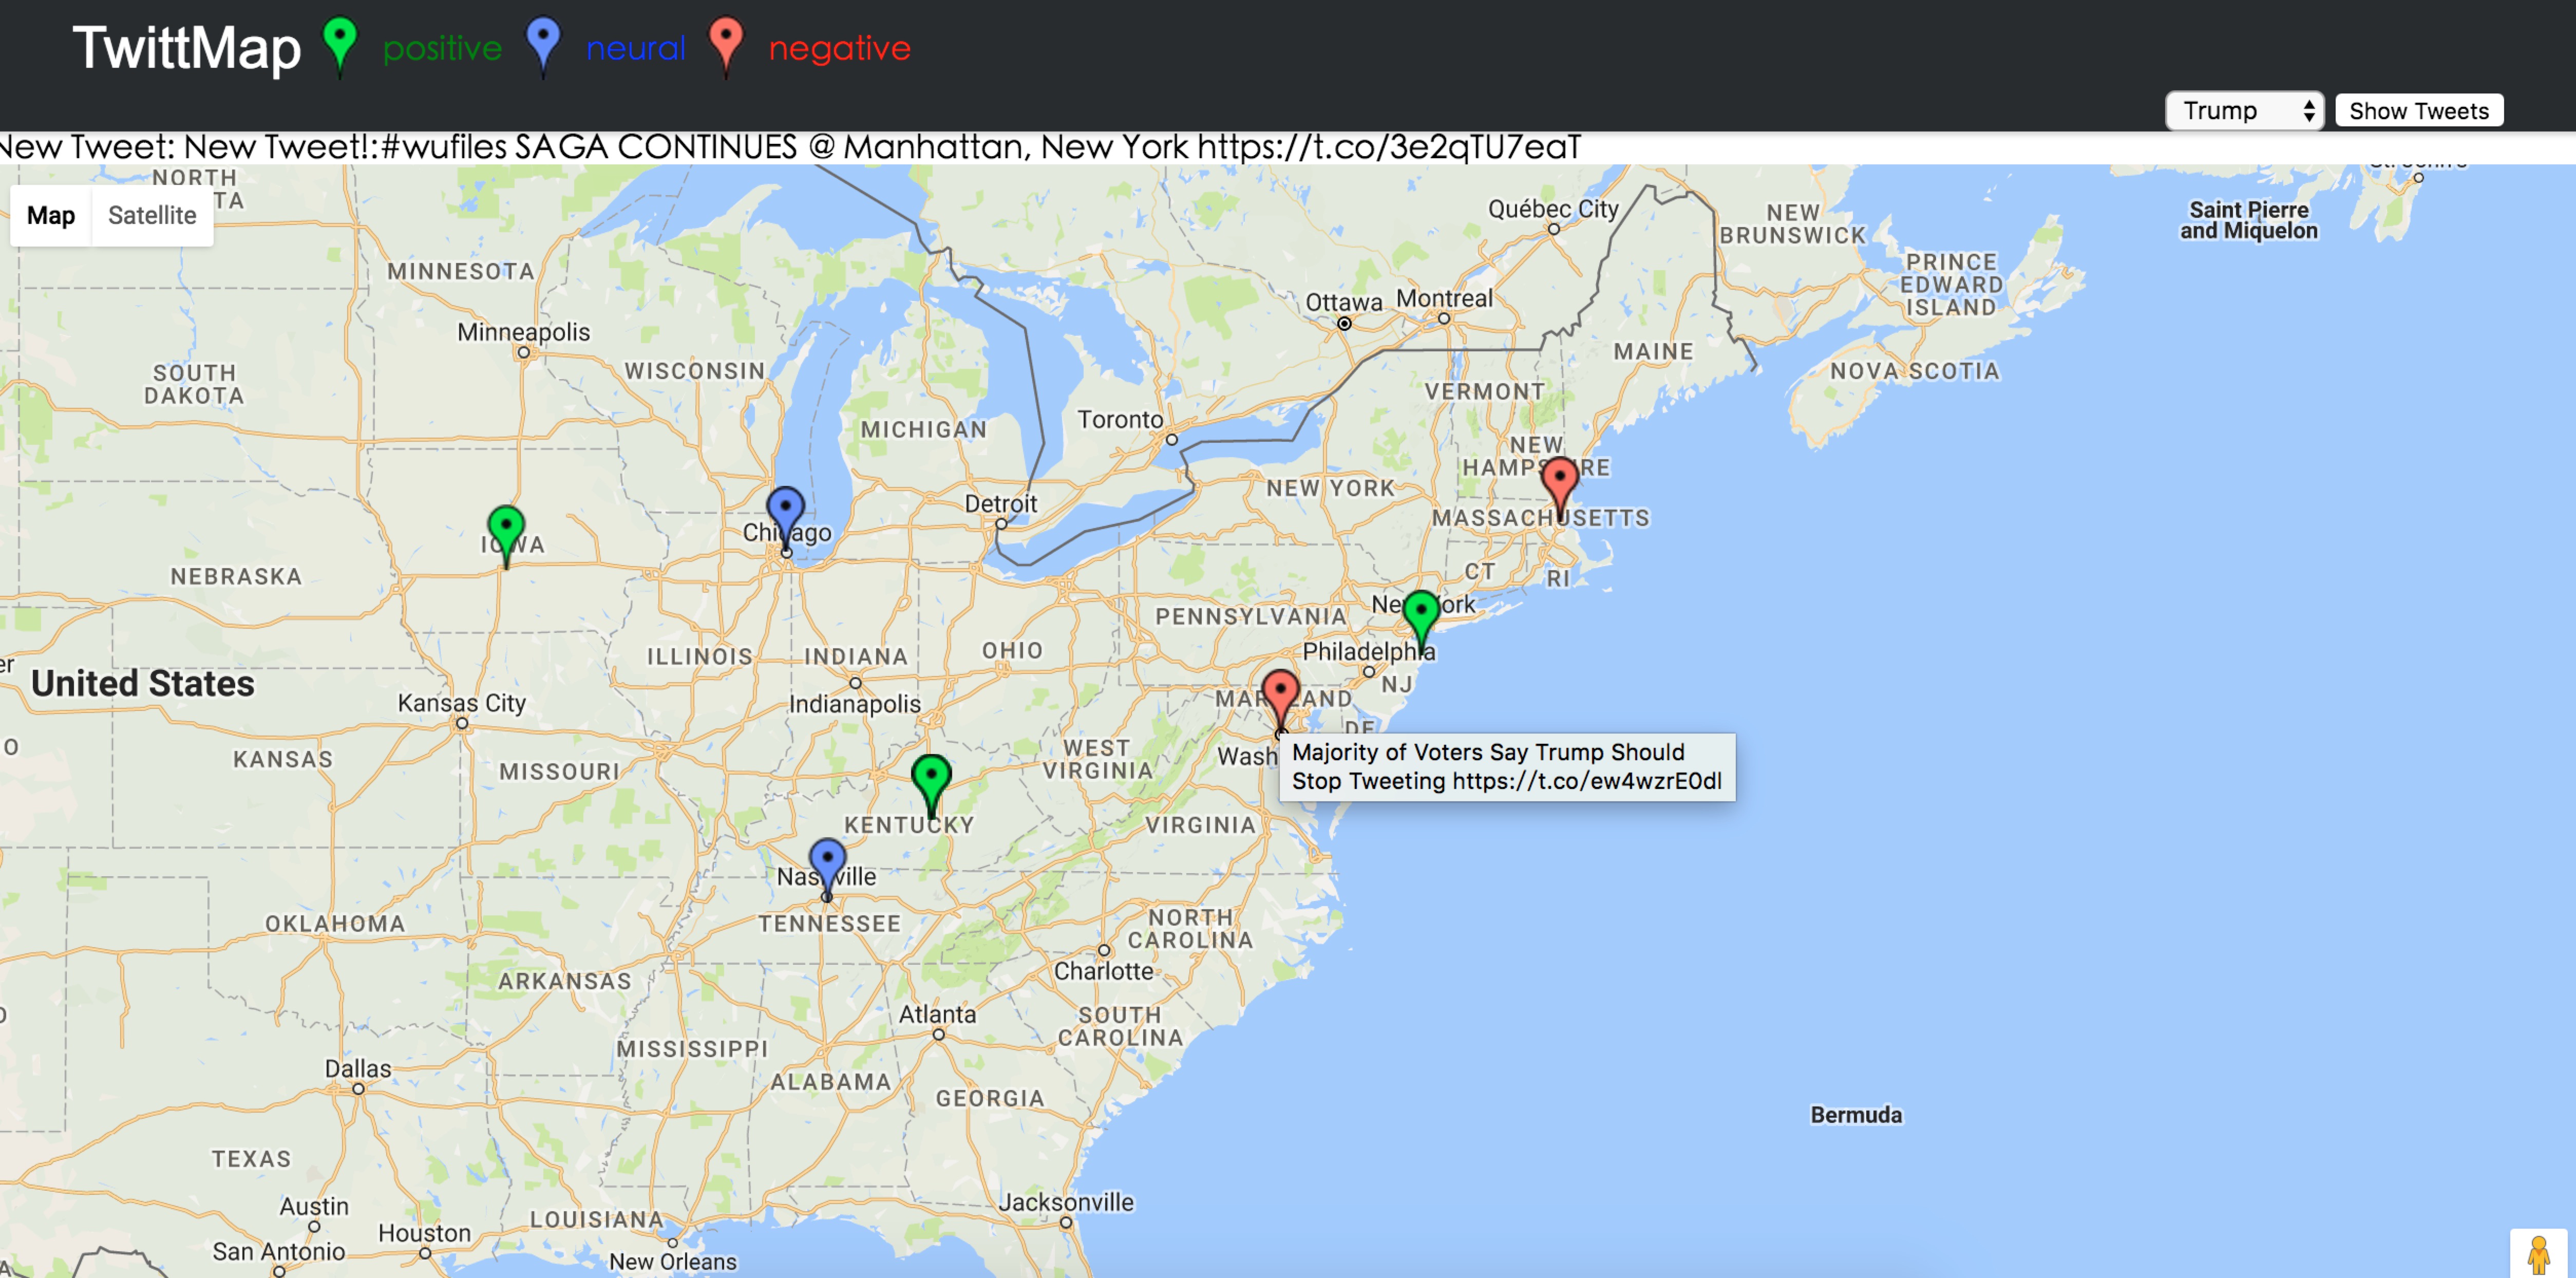 TwittMap positive neural negative
Trump Show Tweets
New Tweet: New Tweet!:#wufiles SAGA CONTINUES @ Manhattan, New York https://t.co/3e2qTU7eaT
Map Satellite
NORTH
TA
MINNESOTA
Minneapolis
SOUTH
DAKOTA
WISCONSIN
MICHIGAN
Québec City
Ottawa
Montreal
NEW
BRUNSWICK
PRINCE
EDWARD
ISLAND
Saint Pierre
and Miquelon
MAINE
NOVA SCOTIA
VERMONT
Toronto
NEW
HAMPSHIRE
NEW YORK
Detroit
MASSACHUSETTS
Chicago
IOWA
NEBRASKA
CT
RI
New York
PENNSYLVANIA
Philadelphia
ILLINOIS
INDIANA
OHIO
NJ
United States
MARYLAND
Kansas City
Indianapolis
DE
KANSAS
MISSOURI
WEST
VIRGINIA
Wash
Majority of Voters Say Trump Should
Stop Tweeting https://t.co/ew4wzrE0dl
KENTUCKY
VIRGINIA
Nashville
TENNESSEE
OKLAHOMA
NORTH
CAROLINA
ARKANSAS
Charlotte
Atlanta
SOUTH
CAROLINA
MISSISSIPPI
Dallas
ALABAMA
GEORGIA
Bermuda
TEXAS
Austin
Houston
LOUISIANA
Jacksonville
San Antonio
New Orleans